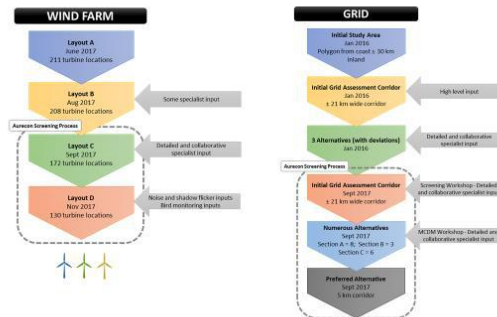 WIND FARM
Layout A
June 2017
211 turbine locations
Layout B
Aug 2017
208 turbine locations
Some specialist input
Aurecon Screening Process
Layout C
Sept 2017
172 turbine locations
Detailed and collaborative
specialist input
Layout D
Nov 2017
130 turbine locations
Noise and shadow flicker inputs
Bird monitoring inputs
GRID
Initial Study Area
Jan 2016
Polygon from coast ± 30 km
inland
Initial Grid Assessment Corridor
Jan 2016
± 21 km wide corridor
High level input
3 Alternatives (with deviations)
Jan 2016
Detailed and collaborative
specialist input
Aurecon Screening Process
Initial Grid Assessment Corridor
Sept 2017
± 21 km wide corridor
Screening Workshop - Detailed
and collaborative specialist input
Numerous Alternatives
Sept 2017
Section A = 8; Section B = 3
Section C = 6
MCDM Workshop - Detailed and
collaborative specialist input
Preferred Alternative
Sept 2017
5 km corridor